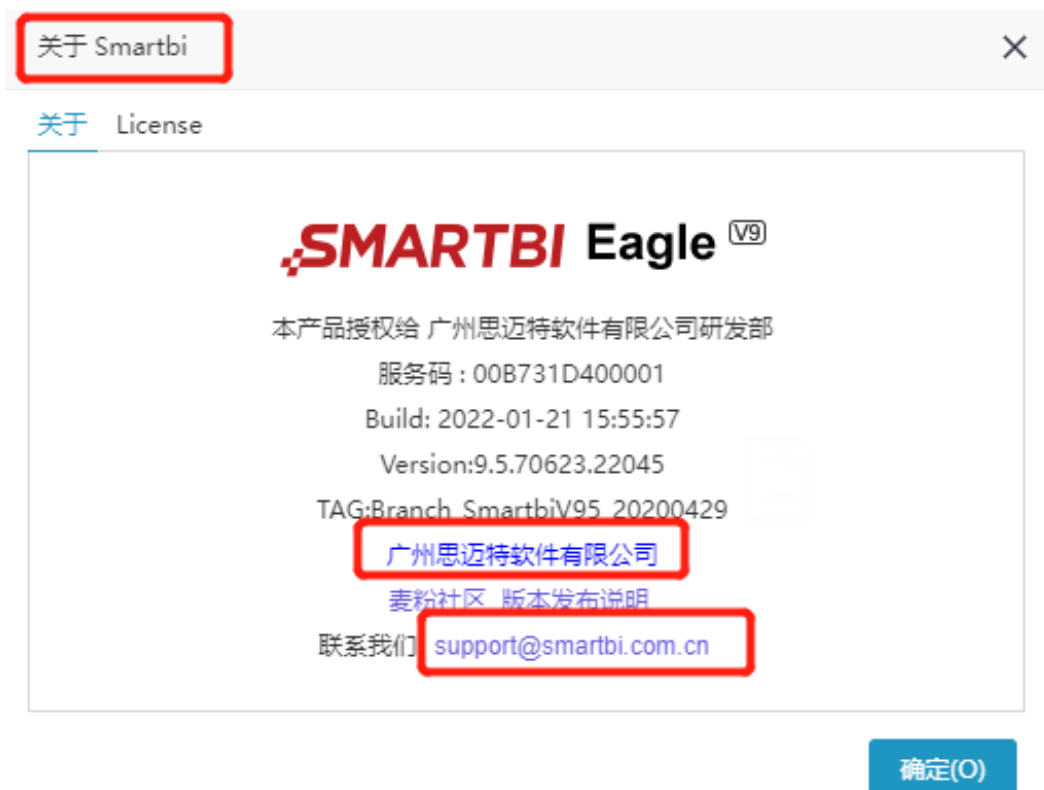 关于 Smartbi
关于 License
SMARTBI Eagle V9
本产品授权给 广州思迈特软件有限公司研发部
服务码 : 00B731D400001
Build: 2022-01-21 15:55:57
Version:9.5.70623.22045
TAG:Branch_SmartbiV95_20200429
广州思迈特软件有限公司
麦粉社区 版本发布说明
联系我们 support@smartbi.com.cn
确定(O)